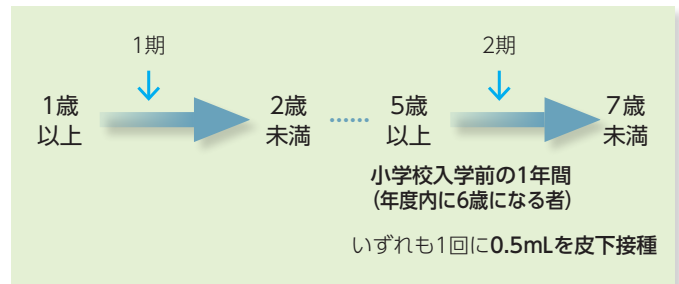 1期
2期
1歳
以上
2歳
未満
5歳
以上
7歳
未満
小学校入学前の1年間
(年度内に6歳になる者)
いずれも1回に0.5mLを皮下接種